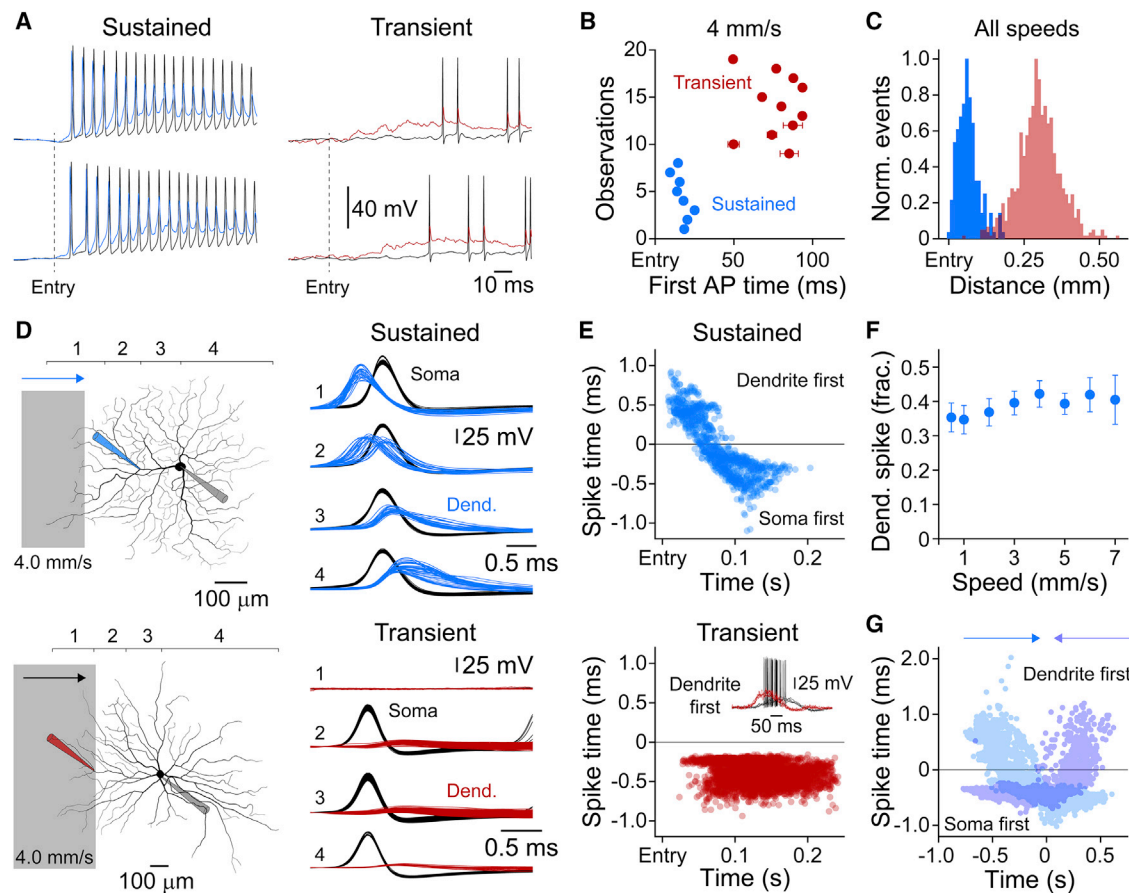 A
Sustained
Transient
40 mV
Entry
Entry
10 ms
B
4 mm/s
Observations
20
15
10
5
0
Transient
Sustained
Entry
50
100
First AP time (ms)
C
All speeds
Norm. events
1.0
0.8
0.6
0.4
0.2
0
Entry
0.25
0.50
Distance (mm)
D
1 2 3 4
4.0 mm/s
100 μm
Sustained
1
Soma
25 mV
2
3
Dend.
0.5 ms
4
1 2 3 4
4.0 mm/s
100 μm
Transient
1
25 mV
Soma
2
3
Dend.
0.5 ms
4
E
Sustained
Spike time (ms)
1.0
0.5
0
-0.5
-1.0
Dendrite first
Soma first
Entry
0.1
0.2
Time (s)
Transient
Spike time (ms)
1.0
0.5
0
-0.5
-1.0
Dendrite
first
25 mV
50 ms
Entry
0.1
0.2
Time (s)
F
Dend. spike (frac.)
0.5
0.4
0.3
0.2
0.1
0
1
3
5
7
Speed (mm/s)
G
Spike time (ms)
2.0
1.0
0
-1.0
Dendrite first
Soma first
-1.0
-0.5
0
0.5
Time (s)